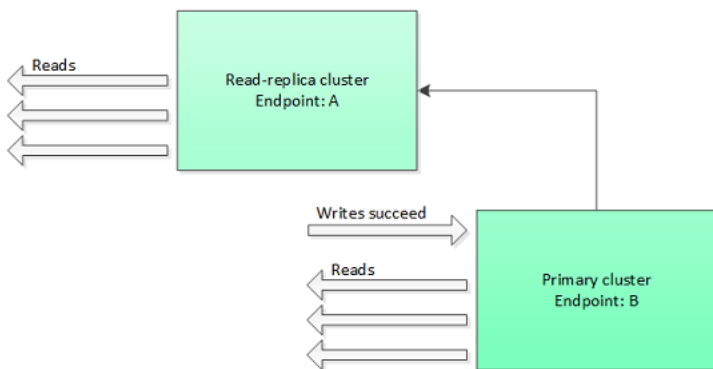 Reads
Read-replica cluster
Endpoint: A
Writes succeed
Reads
Primary cluster
Endpoint: B